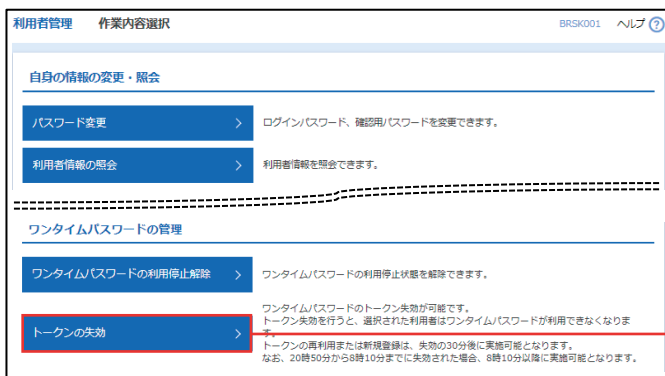 利用者管理 作業内容選択 BRSK001 ヘルプ ?
自身の情報の変更・照会
パスワード変更 ログインパスワード、確認用パスワードを変更できます。
利用者情報の照会 利用者情報を照会できます。
ワンタイムパスワードの管理
ワンタイムパスワードの利用停止解除 ワンタイムパスワードの利用停止状態を解除できます。
トークンの失効
ワンタイムパスワードのトークン失効が可能です。
トークン失効を行うと、選択された利用者はワンタイムパスワードが利用できなくなりま
す。
トークンの再利用または新規登録は、失効の30分後に実施可能となります。
なお、20時50分から8時10分までに失効された場合、8時10分以降に実施可能となります。